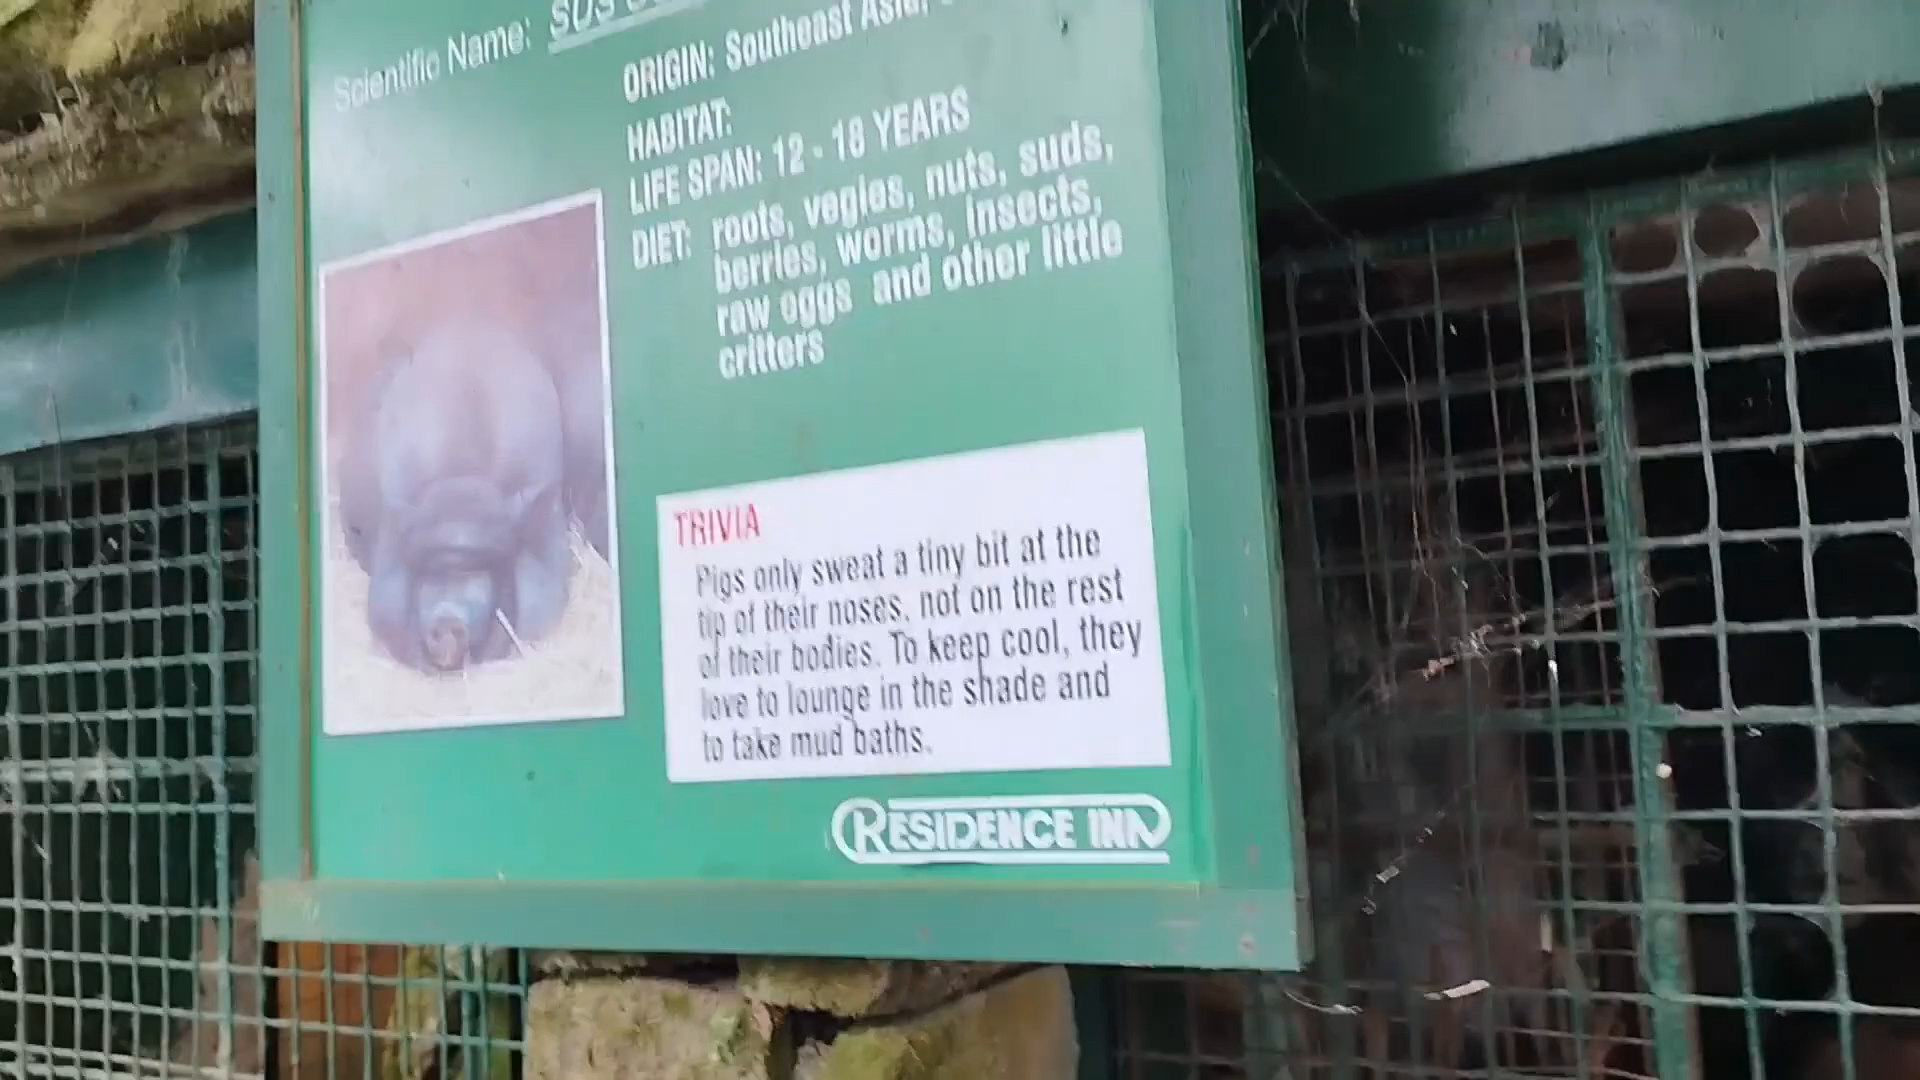 Scientific Name: SUS
ORIGIN: Southeast Asia,
HABITAT:
LIFE SPAN: 12 - 18 YEARS
DIET: roots, vegies, nuts, suds,
berries, worms, insects,
raw eggs and other little
critters
TRIVIA
Pigs only sweat a tiny bit at the
tip of their noses, not on the rest
of their bodies. To keep cool, they
love to lounge in the shade and
to take mud baths.
RESIDENCE INN